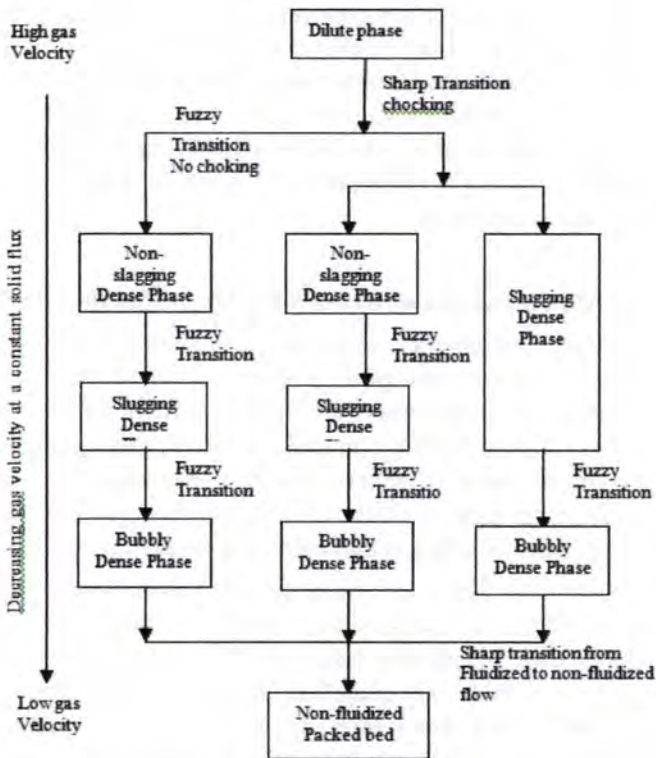 High gas
Velocity
Dilute phase
Sharp Transition
chocking
Fuzzy
Transition
No choking
Non-
slagging
Dense Phase
Non-
slagging
Dense Phase
Slugging
Dense
Phase
Fuzzy
Transition
Fuzzy
Transition
Slugging
Dense
Slugging
Dense
Fuzzy
Transition
Fuzzy
Transitio
Fuzzy
Transition
Bubbly
Dense Phase
Bubbly
Dense Phase
Bubbly
Dense Phase
Decreasing gas velocity at a constant solid flux
Sharp transition from
Fluidized to non-fluidized
flow
Low gas
Velocity
Non-fluidized
Packed bed